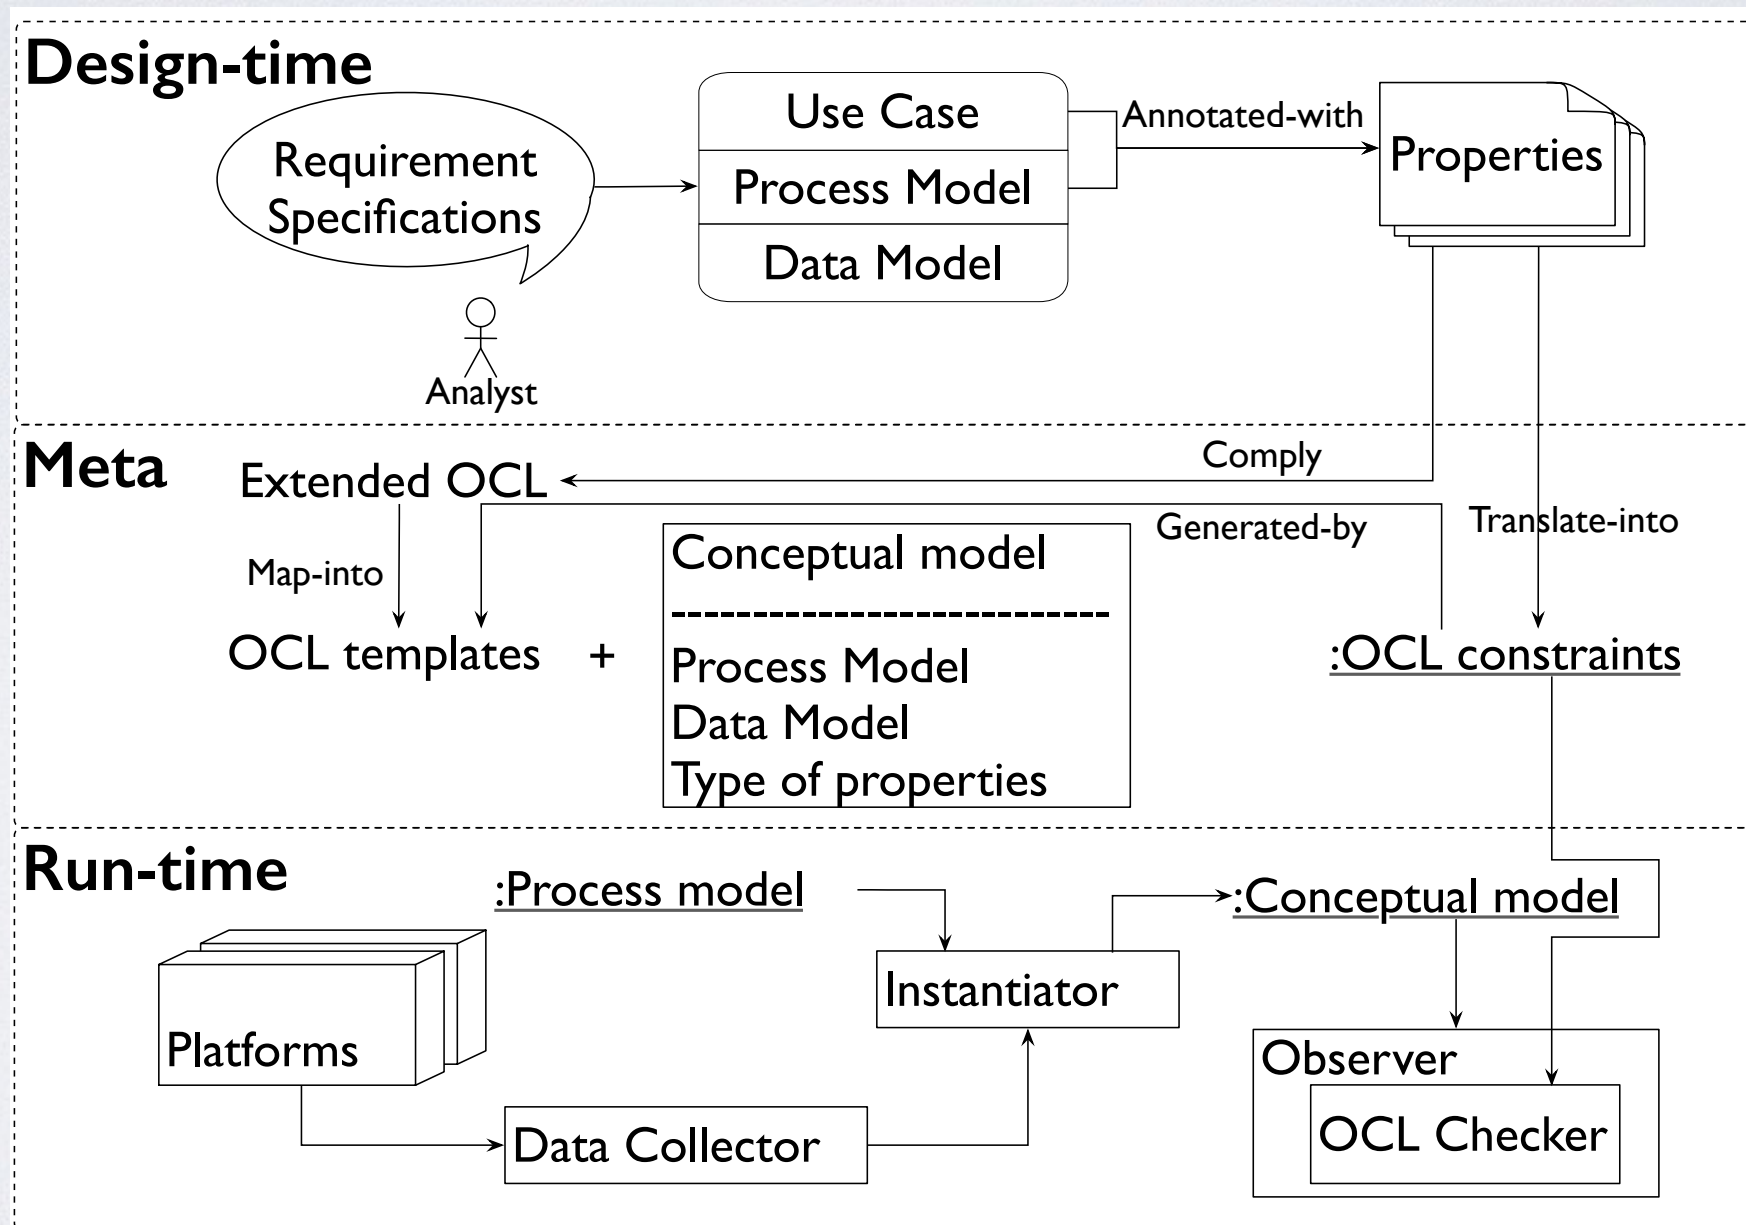 Design-time
Requirement
Specifications
Analyst
Use Case
Process Model
Data Model
Annotated-with
Properties
Meta
Extended OCL
Comply
Map-into
Generated-by
Translate-into
OCL templates
+
Conceptual model
---------------------------
Process Model
Data Model
Type of properties
:OCL constraints
Run-time
:Process model
:Conceptual model
Platforms
Instantiator
Data Collector
Observer
OCL Checker